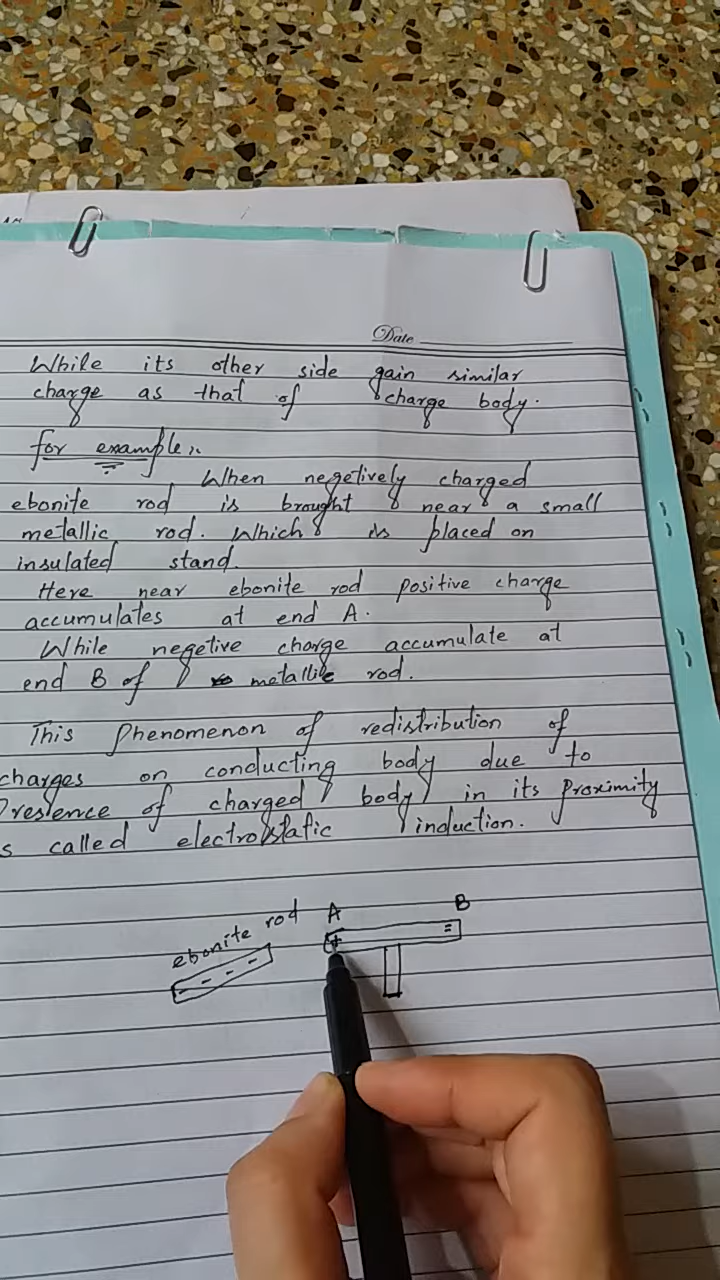 Date
While its other side gain similar
charge as that of charge body.
for example:
When negetively charged
ebonite rod is brought near a small
metallic rod. Which is placed on
insulated stand.
Here near ebonite rod positive charge
accumulates at end A.
While negetive charge accumulate at
end B of metallic rod.
This Phenomenon of redistribution of
charges on conducting body due to
Presence of charged body in its Proximity
is called electrostatic induction.
ebonite rod A B
+ =
- - - -